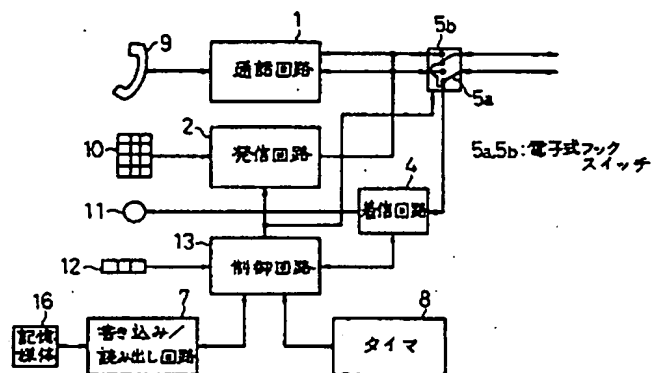 1
5b
9
通話回路
5a
2
10
発信回路
5a,5b:電子式フック
スイッチ
4
11
着信回路
13
12
制御回路
16
7
8
記憶
媒体
書き込み/
読み出し回路
タイマ